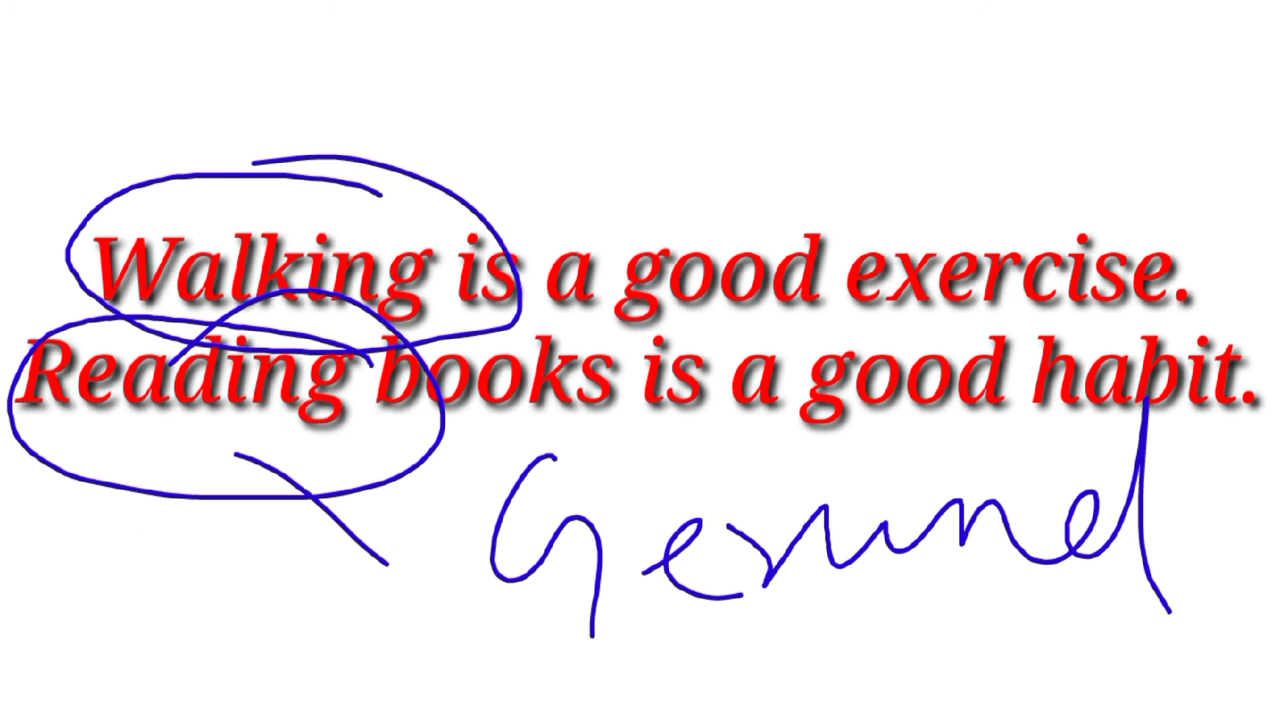 Walking is a good exercise.
Reading books is a good habit.
Gerund